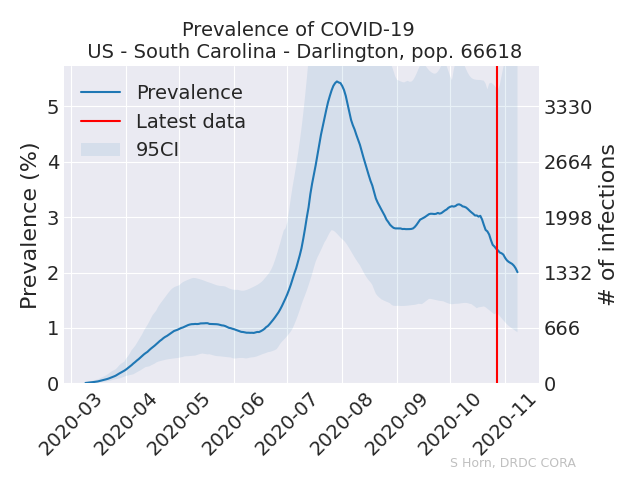 Prevalence of COVID-19
US - South Carolina - Darlington, pop. 66618
Prevalence
Latest data
95CI
Prevalence (%)
5
4
3
2
1
0
3330
2664
1998
1332
666
0
# of infections
2020-03
2020-04
2020-05
2020-06
2020-07
2020-08
2020-09
2020-10
2020-11
S Horn, DRDC CORA